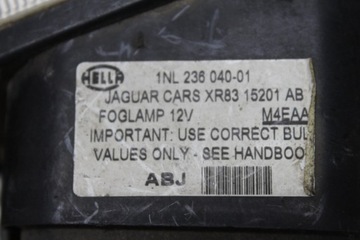 HELLA 1NL 236 040-01
JAGUAR CARS XR83 15201 AB
FOGLAMP 12V M4EAA
IMPORTANT: USE CORRECT BUL
VALUES ONLY - SEE HANDBOO
ABJ